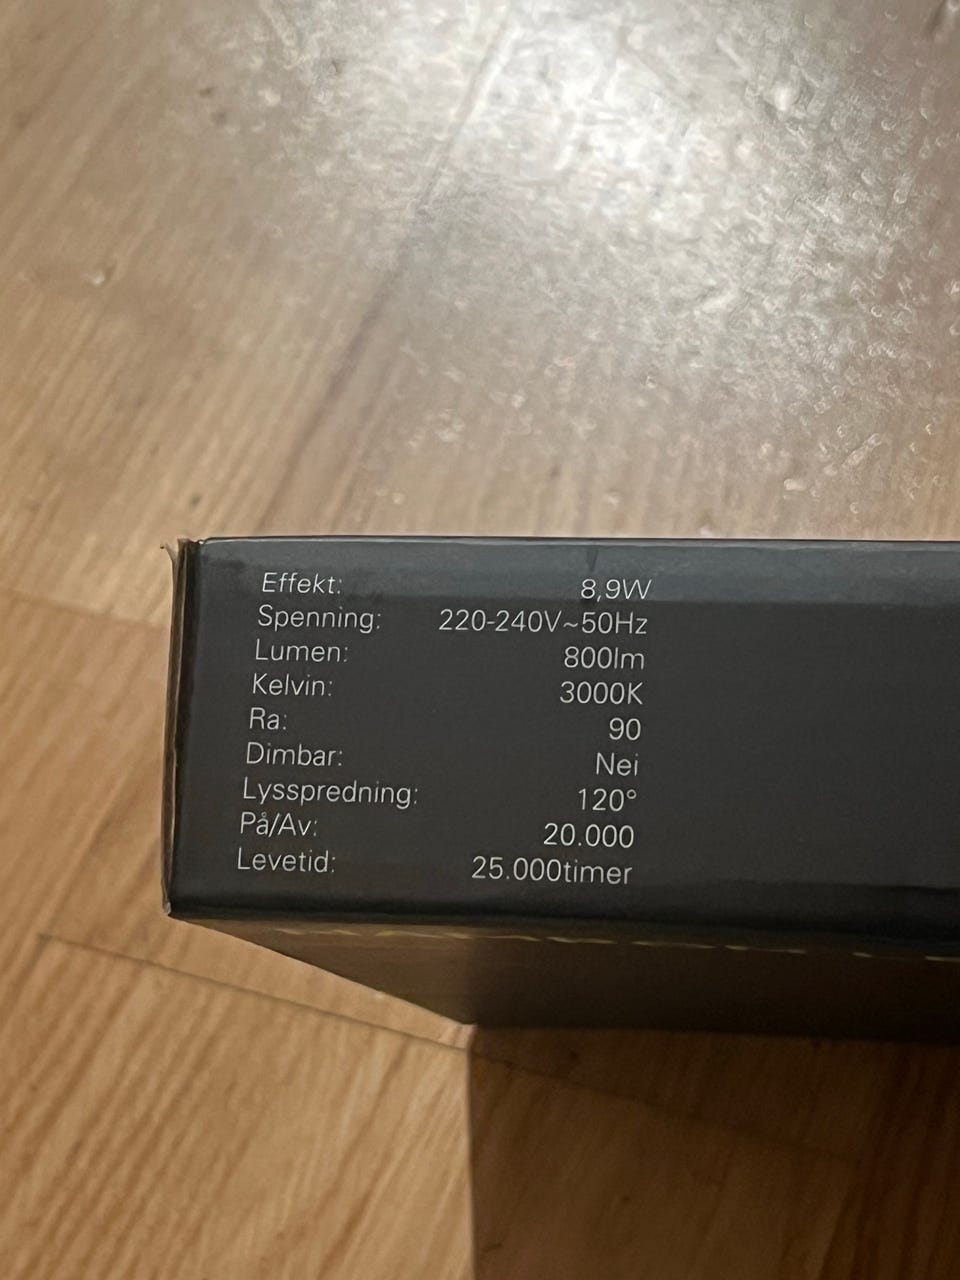 Effekt: 8,9W
Spenning: 220-240V~50Hz
Lumen: 800lm
Kelvin: 3000K
Ra: 90
Dimbar: Nei
Lysspredning: 120°
På/Av: 20.000
Levetid: 25.000timer